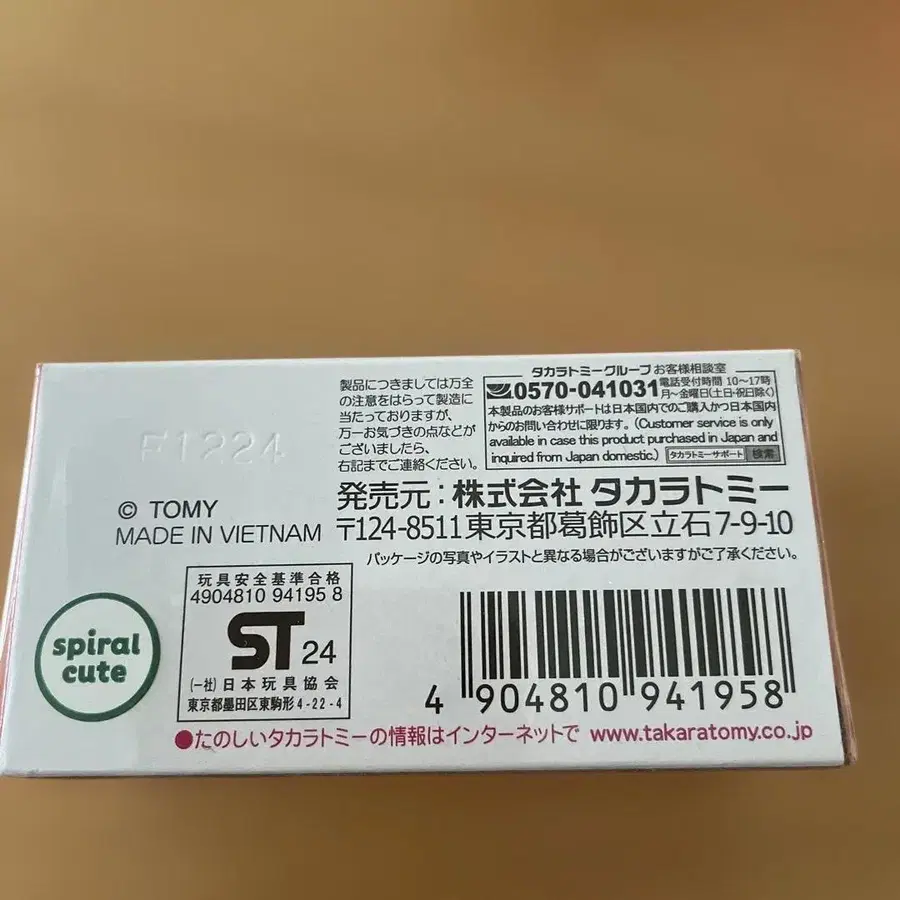 製品につきましては万全
の注意をはらって製造に
当たっておりますが、
万一お気づきの点などが
ございましたら、
右記までご連絡ください。
タカラトミーグループ お客様相談室
0570-041031
電話受付時間 10〜17時
月〜金曜日(土日・祝日除く)
本製品のお客様サポートは日本国内でのご購入かつ日本国内
からのお問い合わせに限ります。(Customer service is only
available in case this product purchased in Japan and
inquired from Japan domestic.) タカラトミーサポート 検索
F1224
© TOMY
MADE IN VIETNAM
発売元：株式会社 タカラトミー
〒124-8511 東京都葛飾区立石7-9-10
パッケージの写真やイラストと異なる場合がございますがご了承ください。
spiral
cute
玩具安全基準合格
4904810 94195 8
ST 24
(一社)日本玩具協会
東京都墨田区東駒形4-22-4
4 904810 941958
●たのしいタカラトミーの情報はインターネットで www.takaratomy.co.jp